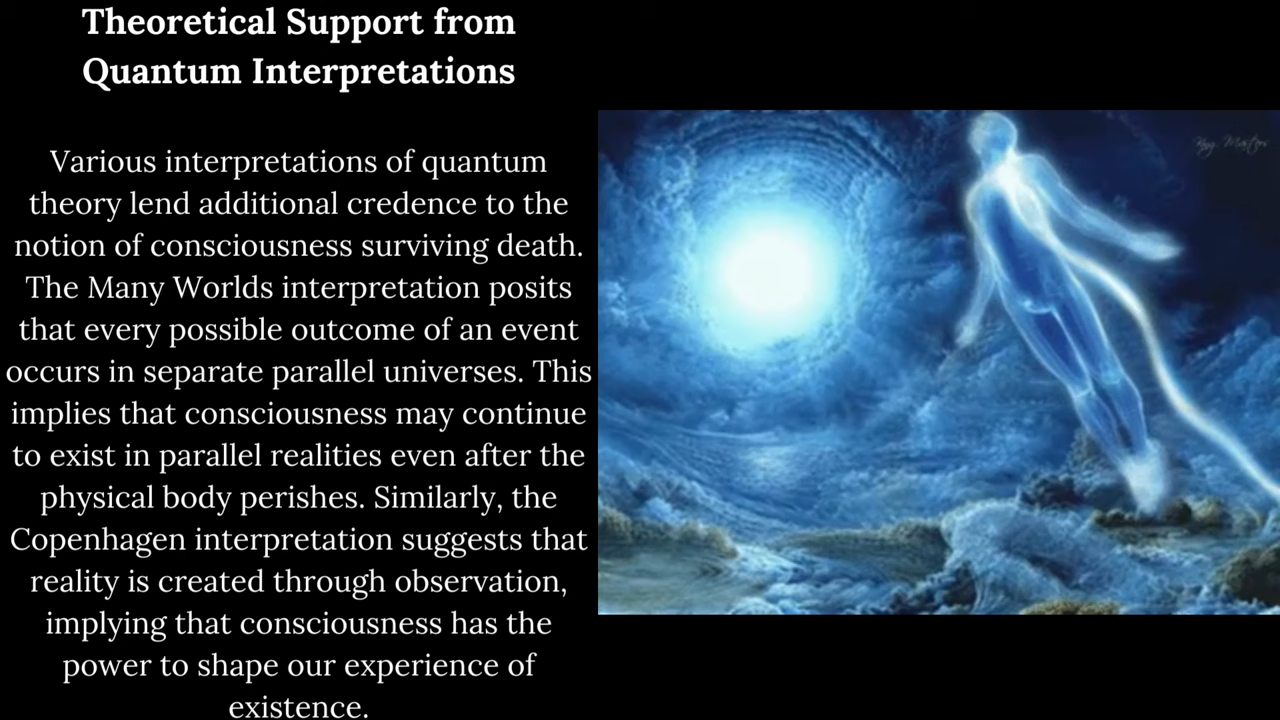 Theoretical Support from
Quantum Interpretations
Various interpretations of quantum
theory lend additional credence to the
notion of consciousness surviving death.
The Many Worlds interpretation posits
that every possible outcome of an event
occurs in separate parallel universes. This
implies that consciousness may continue
to exist in parallel realities even after the
physical body perishes. Similarly, the
Copenhagen interpretation suggests that
reality is created through observation,
implying that consciousness has the
power to shape our experience of
existence.